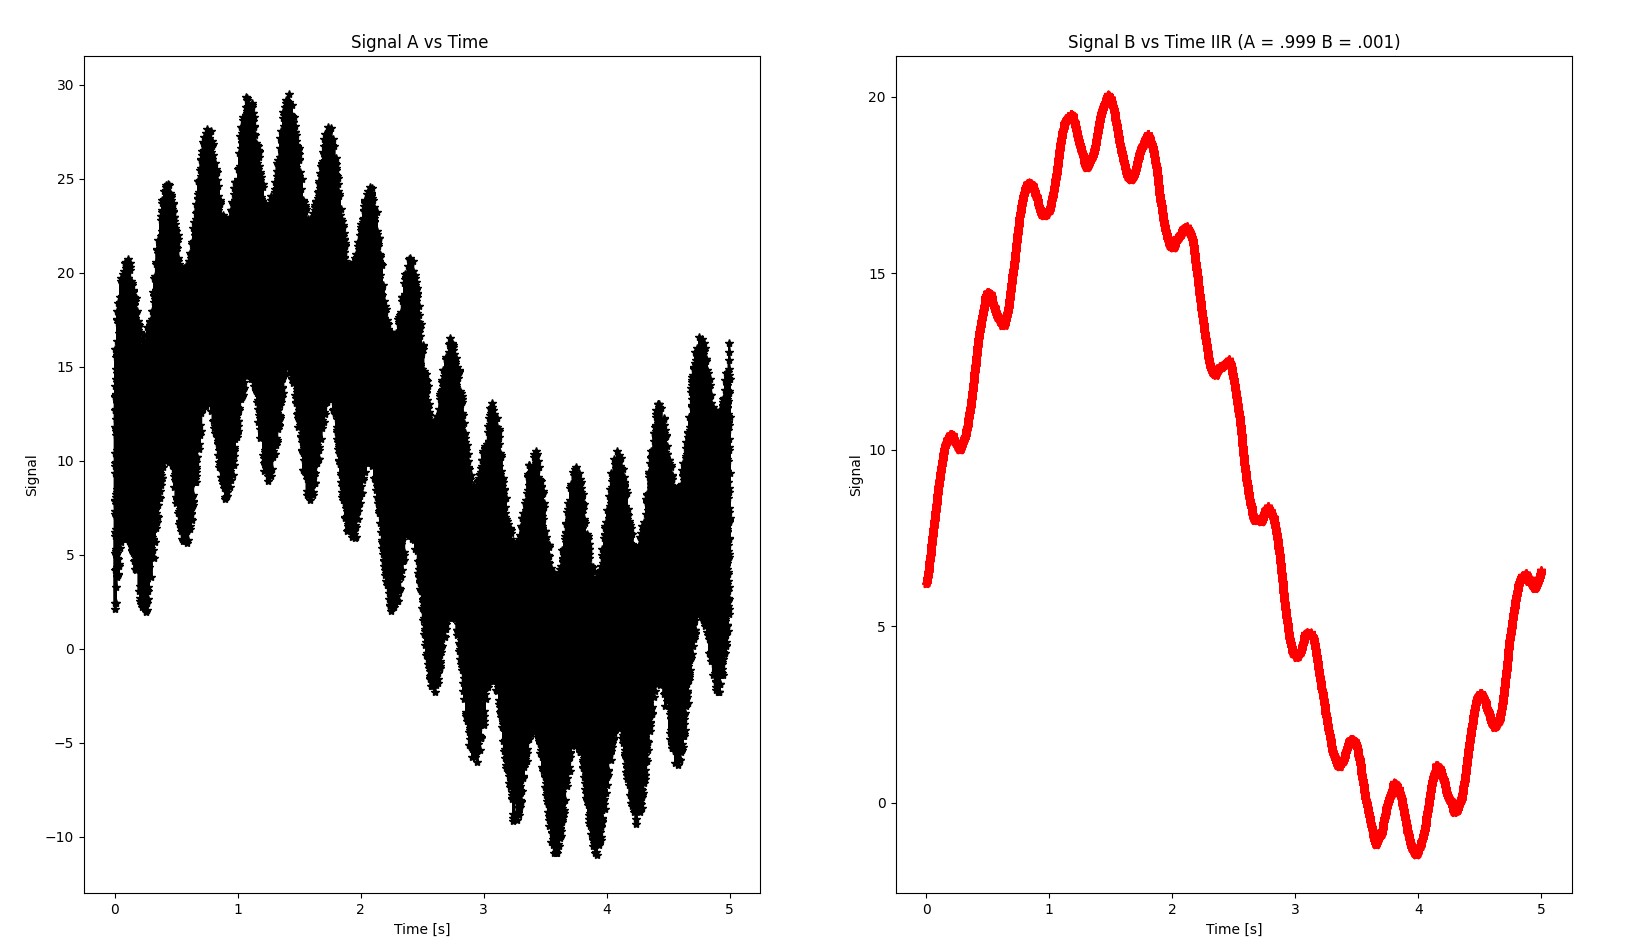 Signal A vs Time
30
25
20
15
10
5
0
−5
−10
Signal
0 1 2 3 4 5
Time [s]
Signal B vs Time IIR (A = .999 B = .001)
20
15
10
5
0
Signal
0 1 2 3 4 5
Time [s]